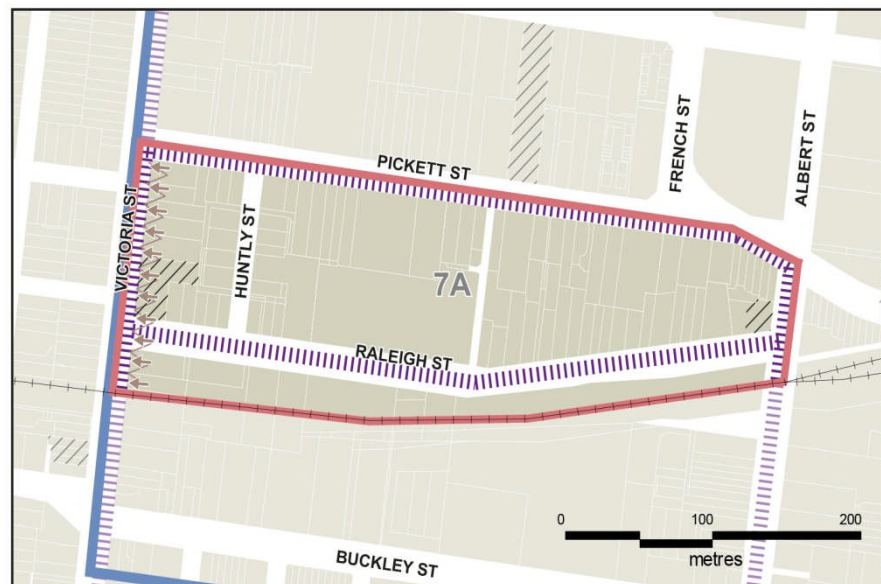 PICKETT ST
FRENCH ST
ALBERT ST
VICTORIA ST
HUNTLY ST
7A
RALEIGH ST
0 100 200
metres
BUCKLEY ST